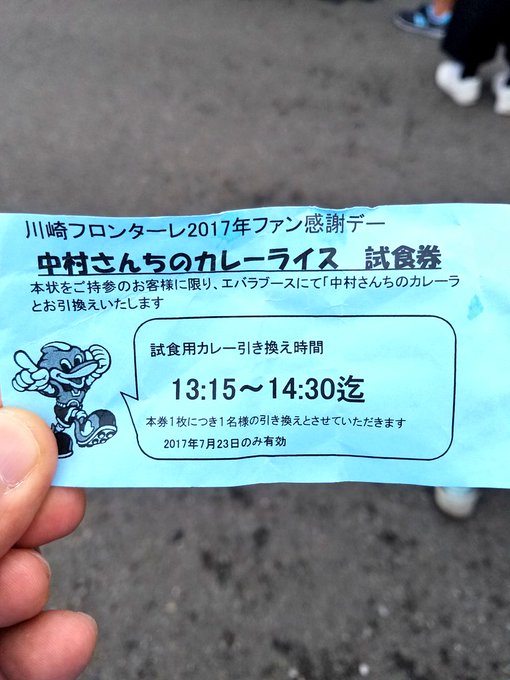 川崎フロンターレ2017年ファン感謝デー
中村さんちのカレーライス 試食券
本状をご持参のお客様に限り、エバラブースにて「中村さんちのカレーラ
とお引換えいたします
試食用カレー引き換え時間
13:15～14:30迄
本券1枚につき1名様の引き換えとさせていただきます
2017年7月23日のみ有効